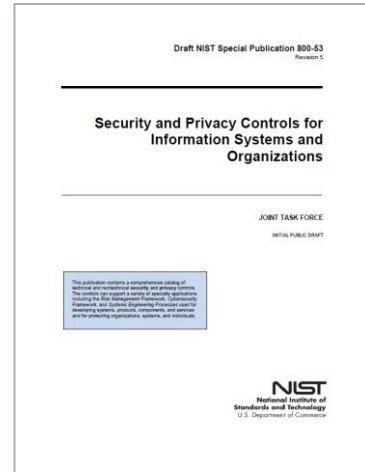 Draft NIST Special Publication 800-53
Revision 5
Security and Privacy Controls for
Information Systems and
Organizations
JOINT TASK FORCE
INITIAL PUBLIC DRAFT
This publication contains a comprehensive catalog of
technical and nontechnical security and privacy controls.
The controls can support a variety of specialty applications
including the Risk Management Framework, Cybersecurity
Framework, and Systems Engineering Processes used for
developing systems, products, components, and services
and for protecting organizations, systems, and individuals.
NIST
National Institute of
Standards and Technology
U.S. Department of Commerce